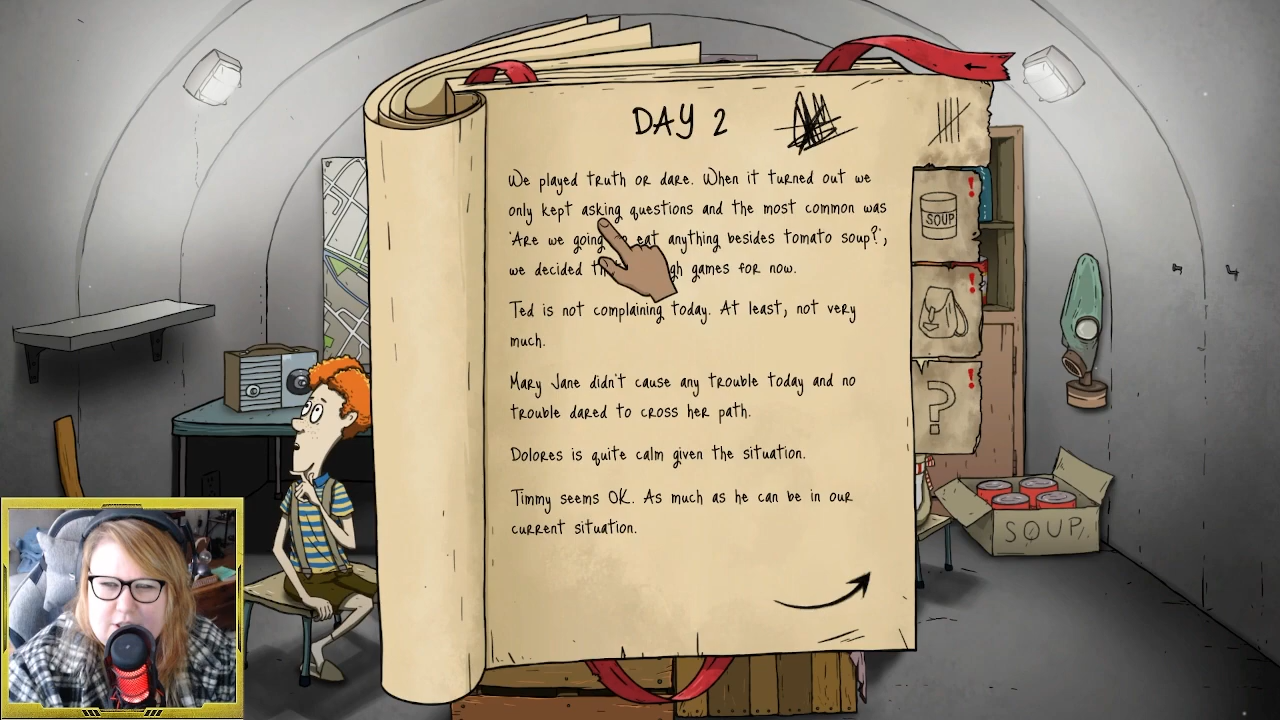 DAY 2
We played truth or dare. When it turned out we
only kept asking questions and the most common was
'Are we going eat anything besides tomato soup?',
we decided games for now.
Ted is not complaining today. At least, not very
much.
Mary Jane didn't cause any trouble today and no
trouble dared to cross her path.
Dolores is quite calm given the situation.
Timmy seems OK. As much as he can be in our
current situation.
SOUP
!
!
!
?
SOUP